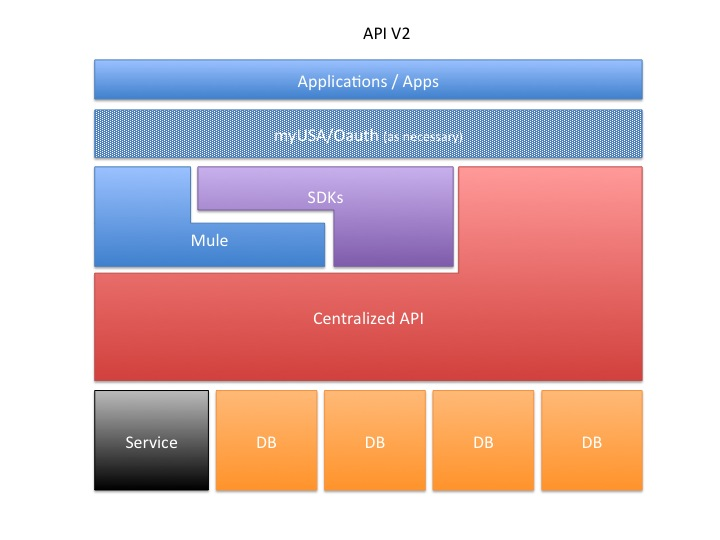 API V2
Applications / Apps
myUSA/Oauth (as necessary)
SDKs
Mule
Centralized API
Service
DB
DB
DB
DB